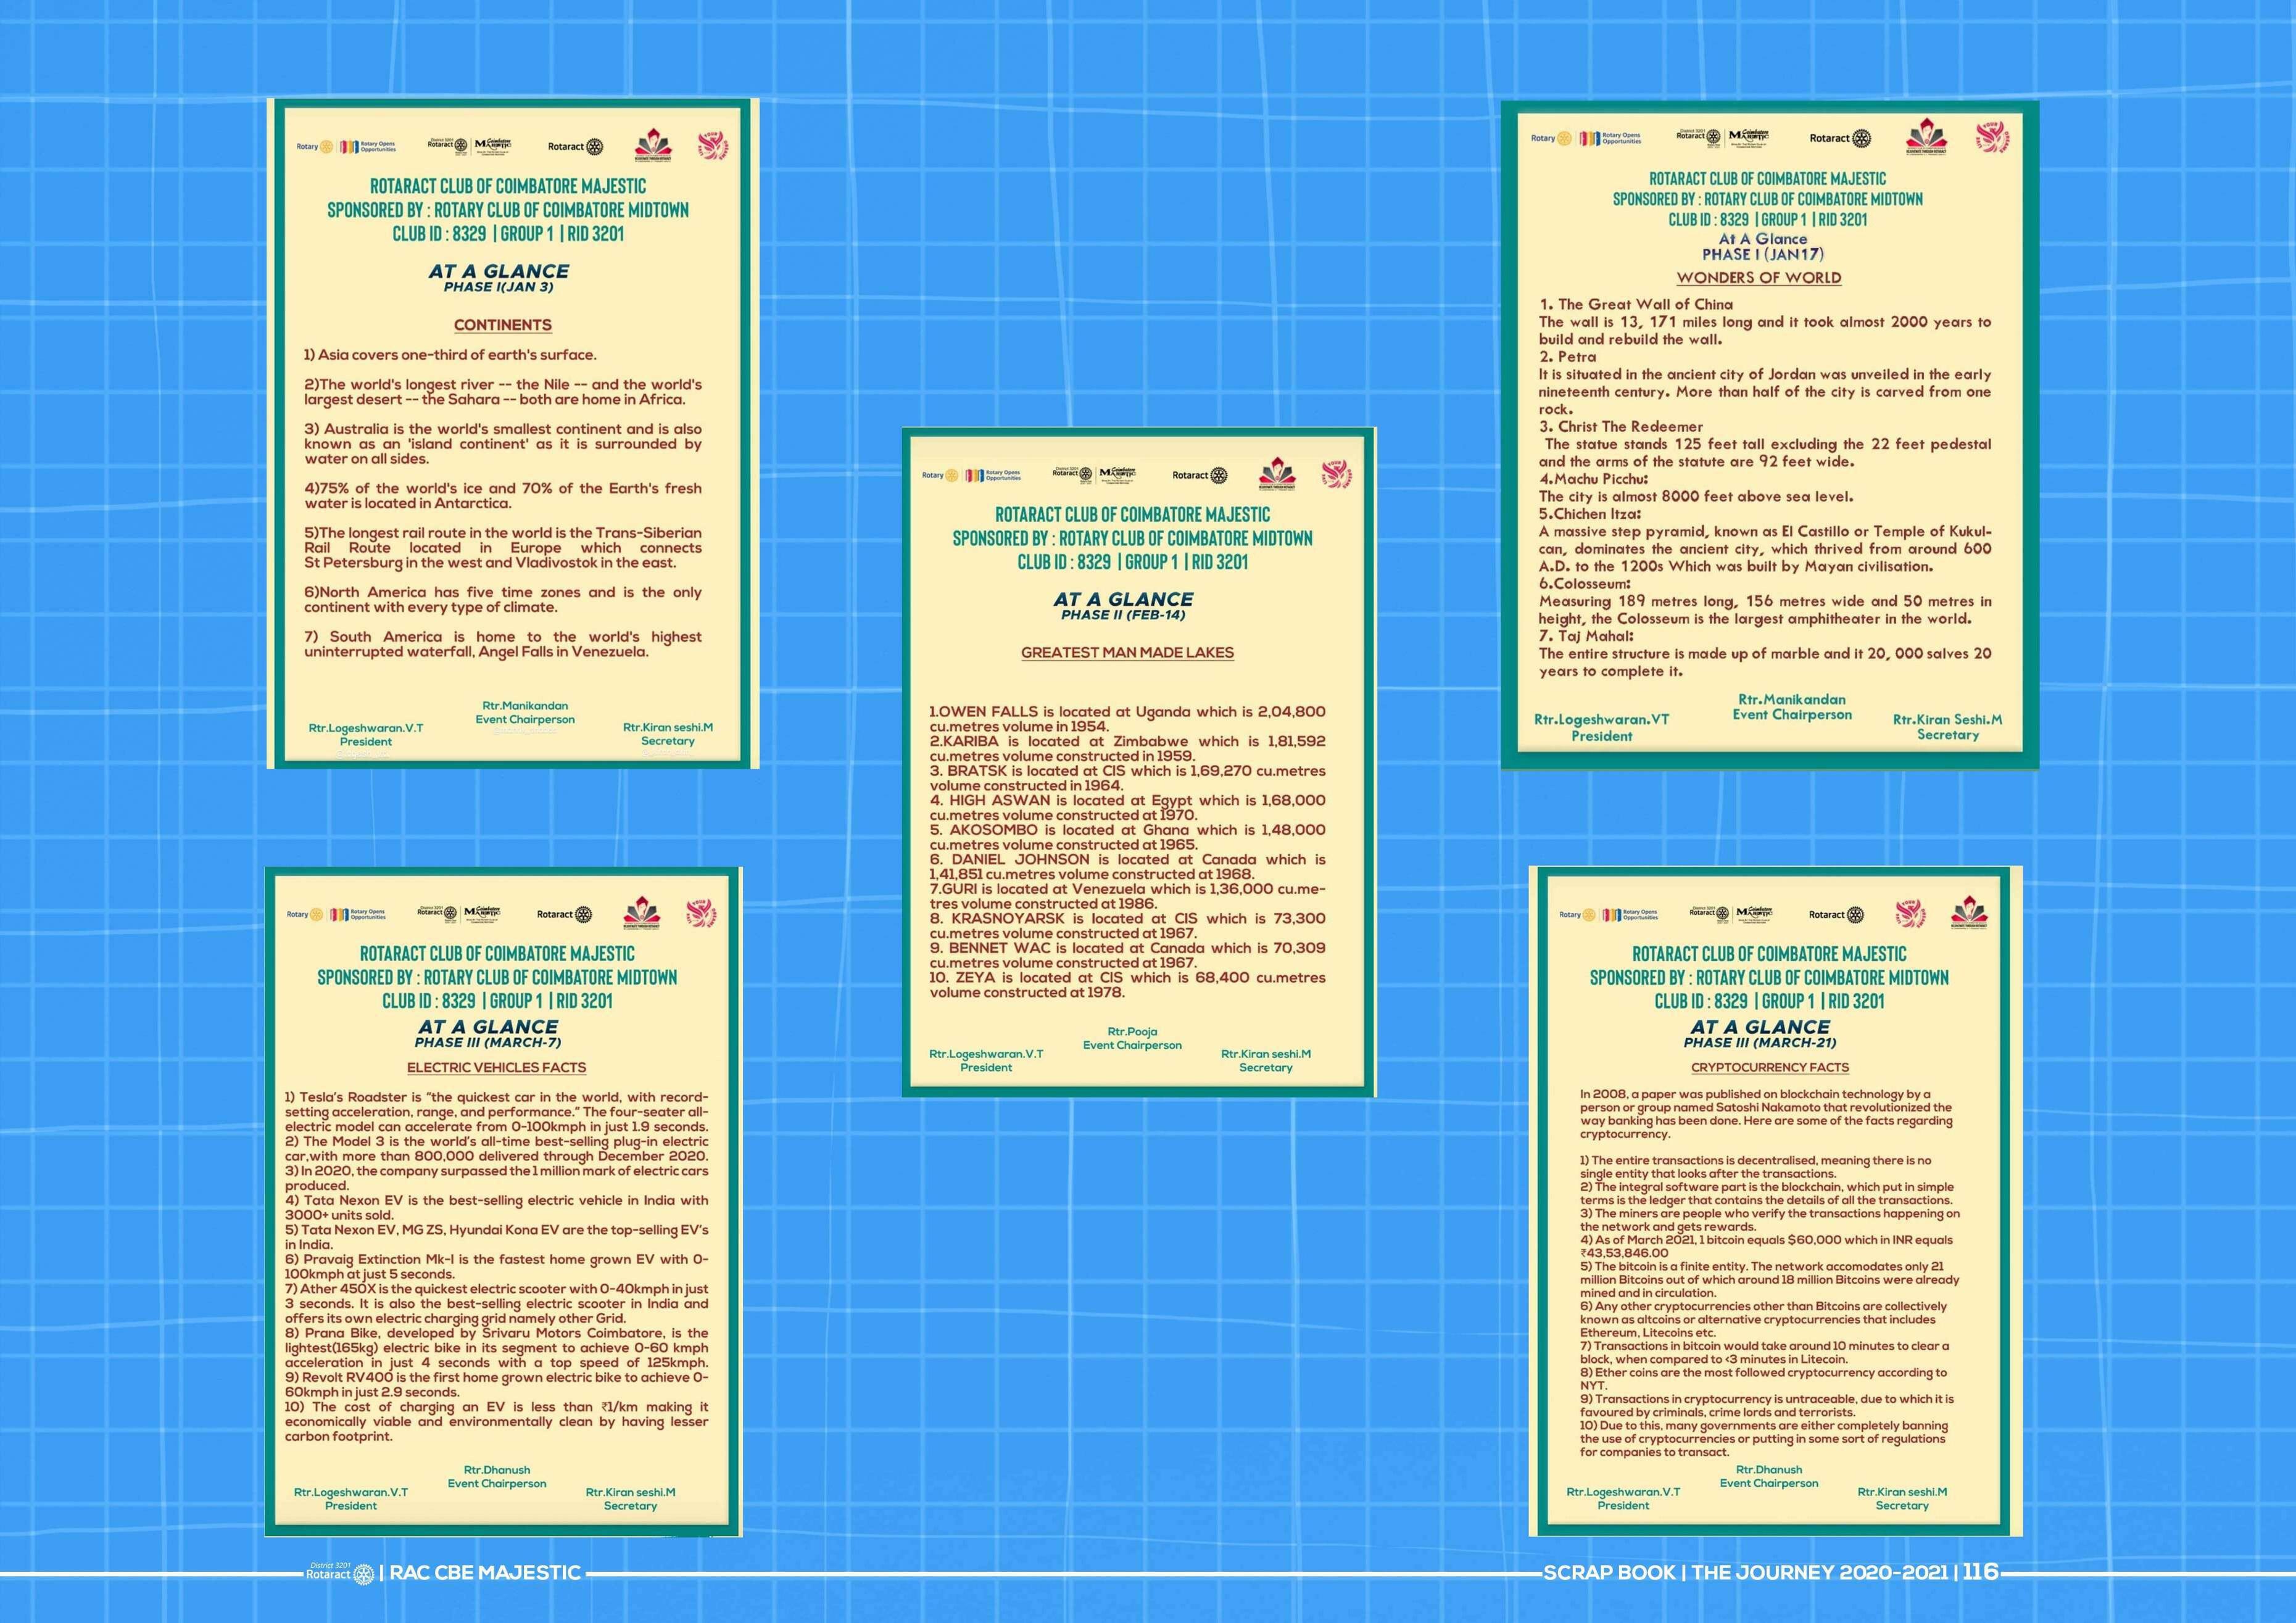 Rotary | Rotary Opens
Opportunities
District 3201
Rotaract | Coimbatore
MAJESTIC
Rotaract
ROTARACT CLUB OF COIMBATORE MAJESTIC
SPONSORED BY : ROTARY CLUB OF COIMBATORE MIDTOWN
CLUB ID : 8329 | GROUP 1 | RID 3201
AT A GLANCE
PHASE I(JAN 3)
CONTINENTS
1) Asia covers one-third of earth's surface.
2)The world's longest river -- the Nile -- and the world's
largest desert -- the Sahara -- both are home in Africa.
3) Australia is the world's smallest continent and is also
known as an 'island continent' as it is surrounded by
water on all sides.
4)75% of the world's ice and 70% of the Earth's fresh
water is located in Antarctica.
5)The longest rail route in the world is the Trans-Siberian
Rail Route located in Europe which connects
St Petersburg in the west and Vladivostok in the east.
6)North America has five time zones and is the only
continent with every type of climate.
7) South America is home to the world's highest
uninterrupted waterfall, Angel Falls in Venezuela.
Rtr.Manikandan
Event Chairperson
Rtr.Logeshwaran.V.T
President
Rtr.Kiran seshi.M
Secretary
Rotary | Rotary Opens
Opportunities
District 3201
Rotaract | Coimbatore
MAJESTIC
Rotaract
ROTARACT CLUB OF COIMBATORE MAJESTIC
SPONSORED BY : ROTARY CLUB OF COIMBATORE MIDTOWN
CLUB ID : 8329 | GROUP 1 | RID 3201
At A Glance
PHASE I (JAN17)
WONDERS OF WORLD
1. The Great Wall of China
The wall is 13, 171 miles long and it took almost 2000 years to
build and rebuild the wall.
2. Petra
It is situated in the ancient city of Jordan was unveiled in the early
nineteenth century. More than half of the city is carved from one
rock.
3. Christ The Redeemer
The statue stands 125 feet tall excluding the 22 feet pedestal
and the arms of the statute are 92 feet wide.
4.Machu Picchu:
The city is almost 8000 feet above sea level.
5.Chichen Itza:
A massive step pyramid, known as El Castillo or Temple of Kukul-
can, dominates the ancient city, which thrived from around 600
A.D. to the 1200s Which was built by Mayan civilisation.
6.Colosseum:
Measuring 189 metres long, 156 metres wide and 50 metres in
height, the Colosseum is the largest amphitheater in the world.
7. Taj Mahal:
The entire structure is made up of marble and it 20, 000 salves 20
years to complete it.
Rtr.Manikandan
Event Chairperson
Rtr.Logeshwaran.VT
President
Rtr.Kiran Seshi.M
Secretary
Rotary | Rotary Opens
Opportunities
District 3201
Rotaract | Coimbatore
MAJESTIC
Rotaract
ROTARACT CLUB OF COIMBATORE MAJESTIC
SPONSORED BY : ROTARY CLUB OF COIMBATORE MIDTOWN
CLUB ID : 8329 | GROUP 1 | RID 3201
AT A GLANCE
PHASE II (FEB-14)
GREATEST MAN MADE LAKES
1.OWEN FALLS is located at Uganda which is 2,04,800
cu.metres volume in 1954.
2.KARIBA is located at Zimbabwe which is 1,81,592
cu.metres volume constructed in 1959.
3. BRATSK is located at CIS which is 1,69,270 cu.metres
volume constructed in 1964.
4. HIGH ASWAN is located at Egypt which is 1,68,000
cu.metres volume constructed at 1970.
5. AKOSOMBO is located at Ghana which is 1,48,000
cu.metres volume constructed at 1965.
6. DANIEL JOHNSON is located at Canada which is
1,41,851 cu.metres volume constructed at 1968.
7.GURI is located at Venezuela which is 1,36,000 cu.me-
tres volume constructed at 1986.
8. KRASNOYARSK is located at CIS which is 73,300
cu.metres volume constructed at 1967.
9. BENNET WAC is located at Canada which is 70,309
cu.metres volume constructed at 1967.
10. ZEYA is located at CIS which is 68,400 cu.metres
volume constructed at 1978.
Rtr.Pooja
Event Chairperson
Rtr.Logeshwaran.V.T
President
Rtr.Kiran seshi.M
Secretary
Rotary | Rotary Opens
Opportunities
District 3201
Rotaract | Coimbatore
MAJESTIC
Rotaract
ROTARACT CLUB OF COIMBATORE MAJESTIC
SPONSORED BY : ROTARY CLUB OF COIMBATORE MIDTOWN
CLUB ID : 8329 | GROUP 1 | RID 3201
AT A GLANCE
PHASE III (MARCH-7)
ELECTRIC VEHICLES FACTS
1) Tesla's Roadster is "the quickest car in the world, with record-
setting acceleration, range, and performance." The four-seater all-
electric model can accelerate from 0-100kmph in just 1.9 seconds.
2) The Model 3 is the world's all-time best-selling plug-in electric
car,with more than 800,000 delivered through December 2020.
3) In 2020, the company surpassed the 1 million mark of electric cars
produced.
4) Tata Nexon EV is the best-selling electric vehicle in India with
3000+ units sold.
5) Tata Nexon EV, MG ZS, Hyundai Kona EV are the top-selling EV's
in India.
6) Pravaig Extinction Mk-I is the fastest home grown EV with 0-
100kmph at just 5 seconds.
7) Ather 450X is the quickest electric scooter with 0-40kmph in just
3 seconds. It is also the best-selling electric scooter in India and
offers its own electric charging grid namely other Grid.
8) Prana Bike, developed by Srivaru Motors Coimbatore, is the
lightest(165kg) electric bike in its segment to achieve 0-60 kmph
acceleration in just 4 seconds with a top speed of 125kmph.
9) Revolt RV400 is the first home grown electric bike to achieve 0-
60kmph in just 2.9 seconds.
10) The cost of charging an EV is less than ₹1/km making it
economically viable and environmentally clean by having lesser
carbon footprint.
Rtr.Dhanush
Event Chairperson
Rtr.Logeshwaran.V.T
President
Rtr.Kiran seshi.M
Secretary
Rotary | Rotary Opens
Opportunities
District 3201
Rotaract | Coimbatore
MAJESTIC
Rotaract
ROTARACT CLUB OF COIMBATORE MAJESTIC
SPONSORED BY : ROTARY CLUB OF COIMBATORE MIDTOWN
CLUB ID : 8329 | GROUP 1 | RID 3201
AT A GLANCE
PHASE III (MARCH-21)
CRYPTOCURRENCY FACTS
In 2008, a paper was published on blockchain technology by a
person or group named Satoshi Nakamoto that revolutionized the
way banking has been done. Here are some of the facts regarding
cryptocurrency.
1) The entire transactions is decentralised, meaning there is no
single entity that looks after the transactions.
2) The integral software part is the blockchain, which put in simple
terms is the ledger that contains the details of all the transactions.
3) The miners are people who verify the transactions happening on
the network and gets rewards.
4) As of March 2021, 1 bitcoin equals $60,000 which in INR equals
₹43,53,846.00
5) The bitcoin is a finite entity. The network accomodates only 21
million Bitcoins out of which around 18 million Bitcoins were already
mined and in circulation.
6) Any other cryptocurrencies other than Bitcoins are collectively
known as altcoins or alternative cryptocurrencies that includes
Ethereum, Litecoins etc.
7) Transactions in bitcoin would take around 10 minutes to clear a
block, when compared to <3 minutes in Litecoin.
8) Ether coins are the most followed cryptocurrency according to
NYT.
9) Transactions in cryptocurrency is untraceable, due to which it is
favoured by criminals, crime lords and terrorists.
10) Due to this, many governments are either completely banning
the use of cryptocurrencies or putting in some sort of regulations
for companies to transact.
Rtr.Dhanush
Event Chairperson
Rtr.Logeshwaran.V.T
President
Rtr.Kiran seshi.M
Secretary
District 3201
Rotaract | RAC CBE MAJESTIC
SCRAP BOOK | THE JOURNEY 2020-2021 | 116